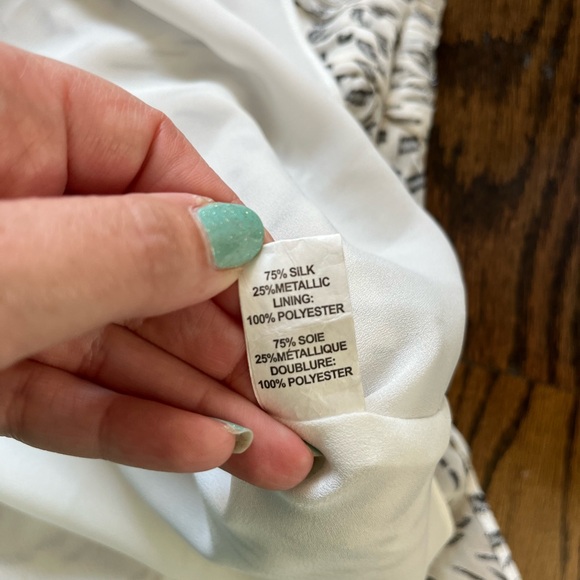 75% SILK
25%METALLIC
LINING:
100% POLYESTER
75% SOIE
25%MÉTALLIQUE
DOUBLURE:
100% POLYESTER